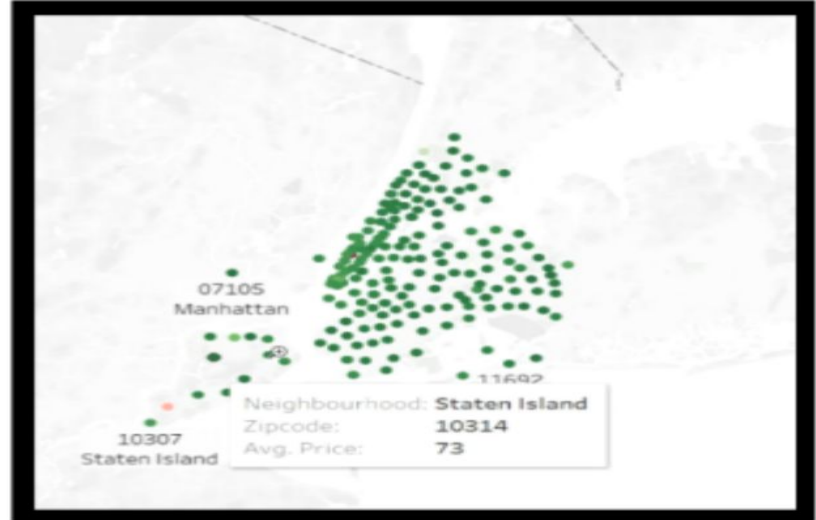 07105
Manhattan
11692
Neighbourhood: Staten Island
Zipcode: 10314
Avg. Price: 73
10307
Staten Island